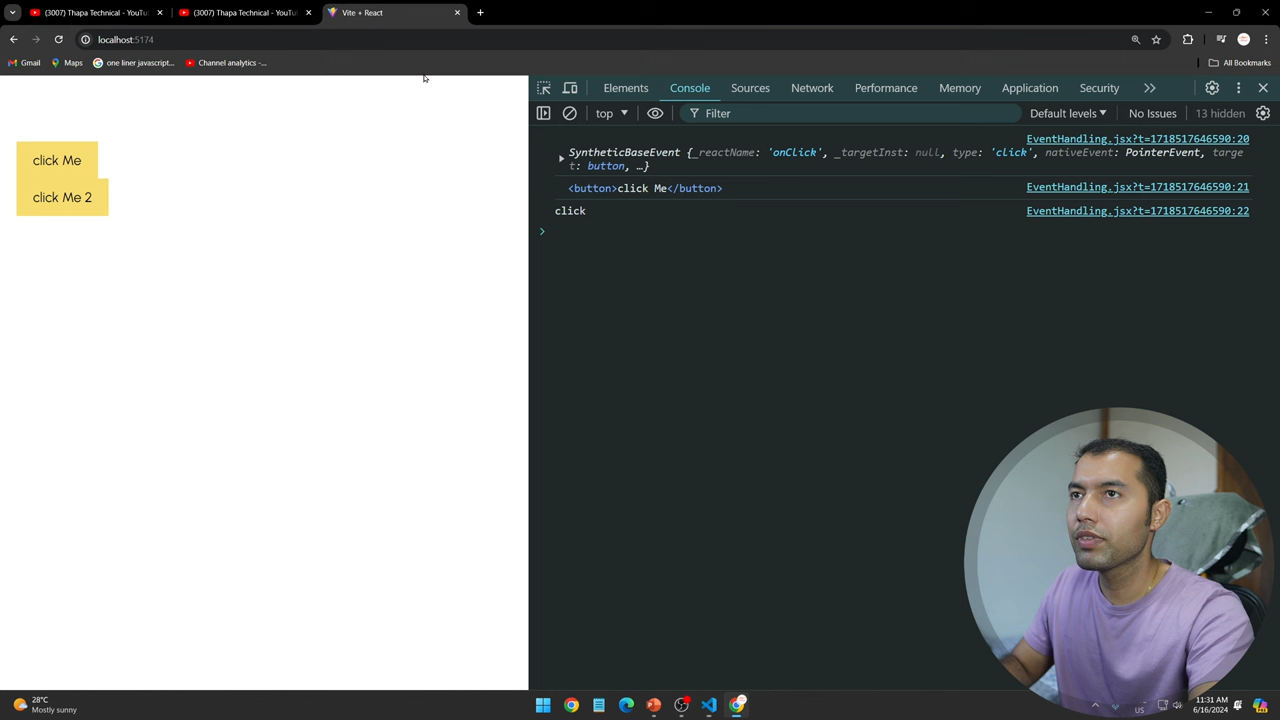 (3007) Thapa Technical - YouTu
(3007) Thapa Technical - YouTu
Vite + React
localhost:5174
Gmail
Maps
one liner javascript...
Channel analytics -...
All Bookmarks
click Me
click Me 2
Elements
Console
Sources
Network
Performance
Memory
Application
Security
top
Filter
Default levels
No Issues
13 hidden
EventHandling.jsx?t=1718517646590:20
SyntheticBaseEvent {_reactName: 'onClick', _targetInst: null, type: 'click', nativeEvent: PointerEvent, targe
t: button, …}
<button>click Me</button>
EventHandling.jsx?t=1718517646590:21
click
EventHandling.jsx?t=1718517646590:22
28°C
Mostly sunny
US
11:31 AM
6/16/2024